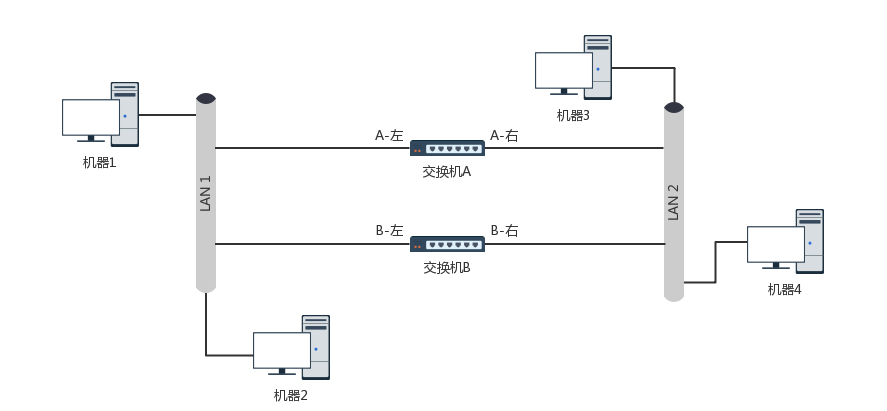 机器3
机器1
A-左
A-右
交换机A
LAN 1
LAN 2
B-左
B-右
交换机B
机器4
机器2